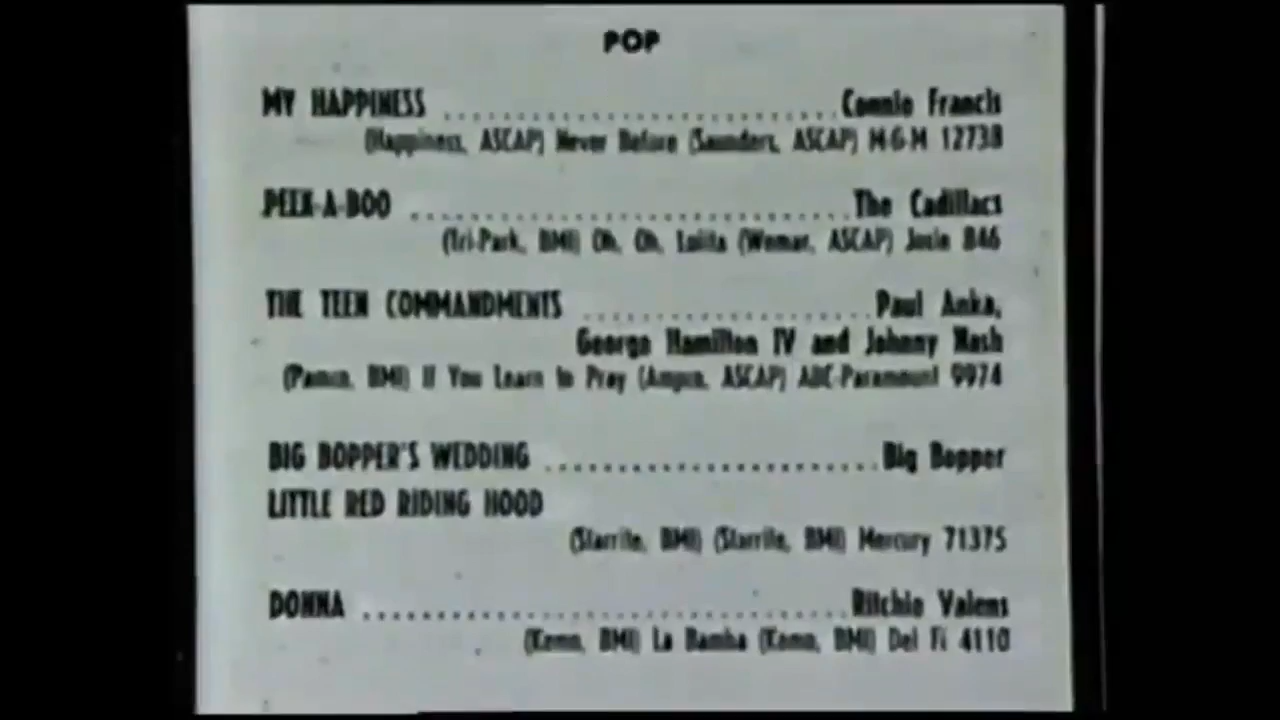 POP
MY HAPPINESS ........................ Connie Francis
(Happiness, ASCAP) Never Before (Saunders, ASCAP) M-G-M 12738
PEEK-A-BOO ........................ The Cadillacs
(Tri-Park, BMI) Oh, Oh, Lolita (Wemar, ASCAP) Josie 846
THE TEEN COMMANDMENTS ........................ Paul Anka,
George Hamilton IV and Johnny Nash
(Pamco, BMI) If You Learn to Pray (Ampco, ASCAP) ABC-Paramount 9974
BIG BOPPER'S WEDDING ........................ Big Bopper
LITTLE RED RIDING HOOD
(Starrite, BMI) (Starrite, BMI) Mercury 71375
DONNA ........................ Ritchie Valens
(Kemo, BMI) La Bamba (Kemo, BMI) Del Fi 4110